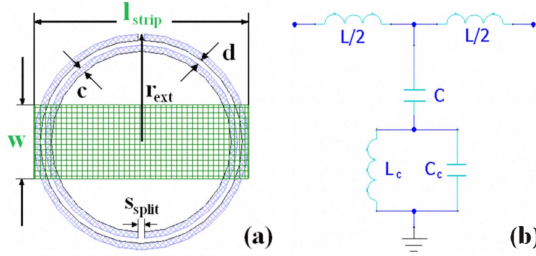 l_strip
d
c
r_ext
w
s_split
(a)
L/2
L/2
C
L_c
C_c
(b)